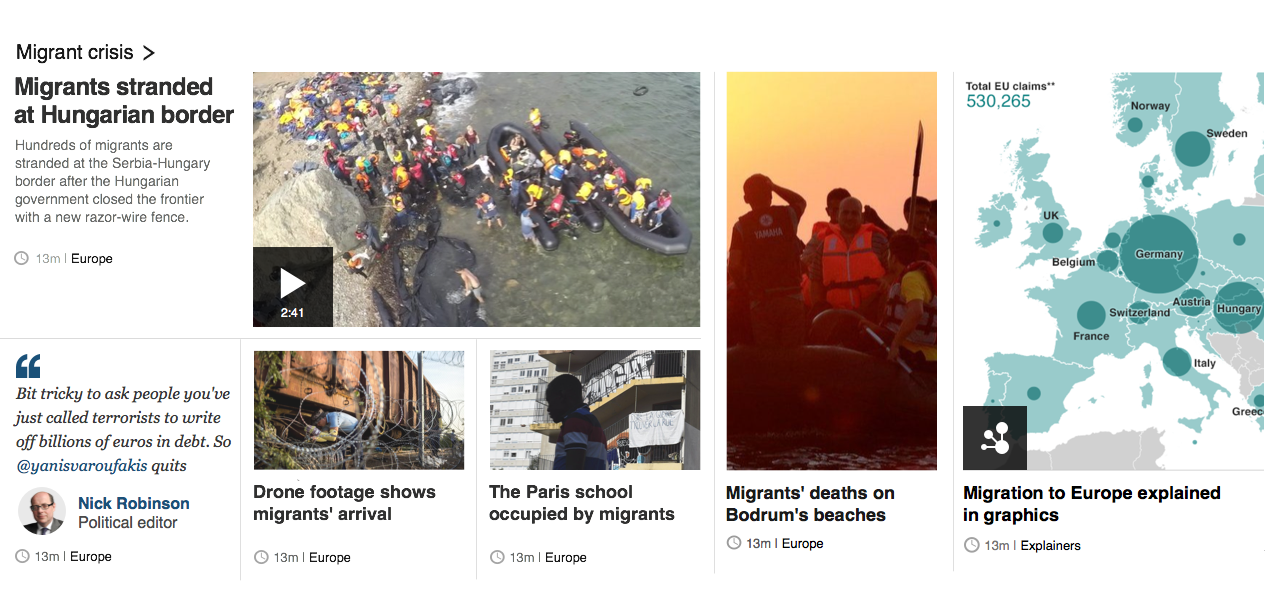 Migrant crisis
Migrants stranded
at Hungarian border
Hundreds of migrants are
stranded at the Serbia-Hungary
border after the Hungarian
government closed the frontier
with a new razor-wire fence.
13m | Europe
2:41
Bit tricky to ask people you've
just called terrorists to write
off billions of euros in debt. So
@yanisvaroufakis quits
Nick Robinson
Political editor
13m | Europe
Drone footage shows
migrants' arrival
13m | Europe
The Paris school
occupied by migrants
13m | Europe
YAMAHA
Migrants' deaths on
Bodrum's beaches
13m | Europe
Total EU claims**
530,265
Norway
Sweden
UK
Belgium
Germany
Austria
Switzerland
Hungary
France
Italy
Greec
Migration to Europe explained
in graphics
13m | Explainers